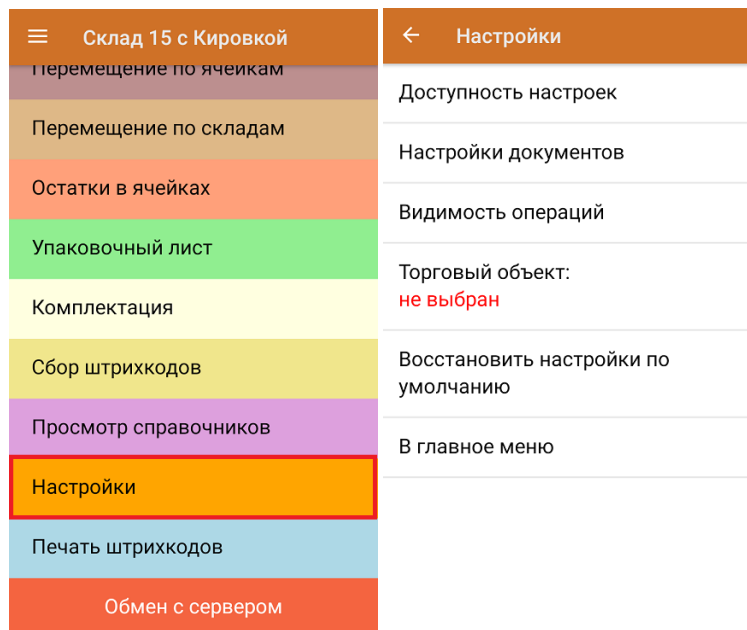 Склад 15 с Кировкой
Перемещение по ячейкам
Перемещение по складам
Остатки в ячейках
Упаковочный лист
Комплектация
Сбор штрихкодов
Просмотр справочников
Настройки
Печать штрихкодов
Обмен с сервером
Настройки
Доступность настроек
Настройки документов
Видимость операций
Торговый объект:
не выбран
Восстановить настройки по
умолчанию
В главное меню